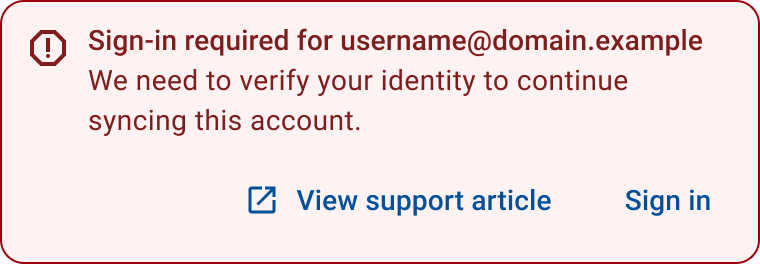 Sign-in required for username@domain.example
We need to verify your identity to continue
syncing this account.
View support article
Sign in